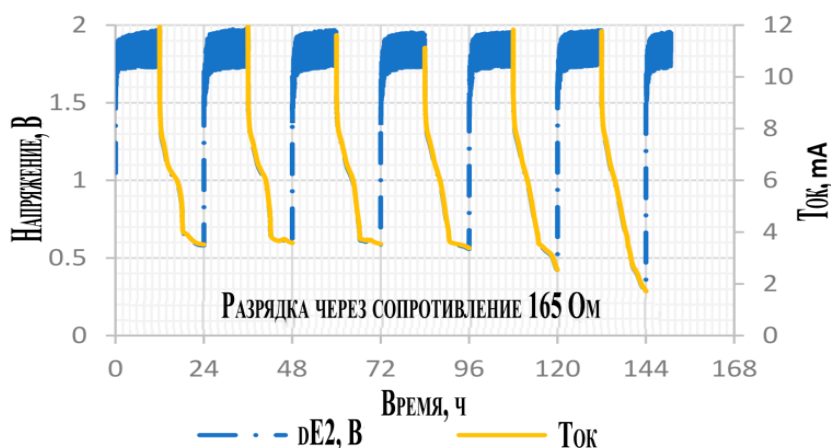 2
1.5
1
0.5
0
Напряжение, В
12
10
8
6
4
2
0
Ток, mA
Разрядка через сопротивление 165 Ом
0 24 48 72 96 120 144 168
Время, ч
dE2, В Ток